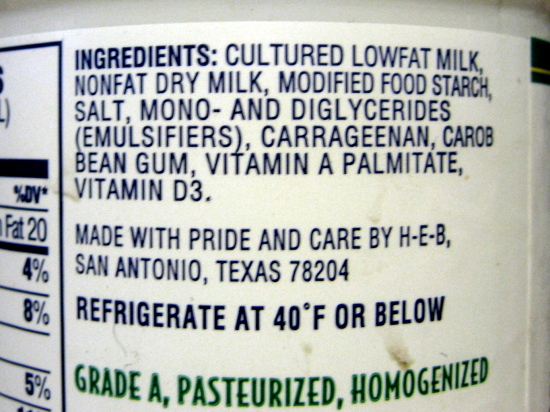 INGREDIENTS: CULTURED LOWFAT MILK,
NONFAT DRY MILK, MODIFIED FOOD STARCH,
SALT, MONO- AND DIGLYCERIDES
(EMULSIFIERS), CARRAGEENAN, CAROB
BEAN GUM, VITAMIN A PALMITATE,
VITAMIN D3.
MADE WITH PRIDE AND CARE BY H-E-B,
SAN ANTONIO, TEXAS 78204
REFRIGERATE AT 40°F OR BELOW
GRADE A, PASTEURIZED, HOMOGENIZED
%DV*
Fat 20
4%
8%
5%